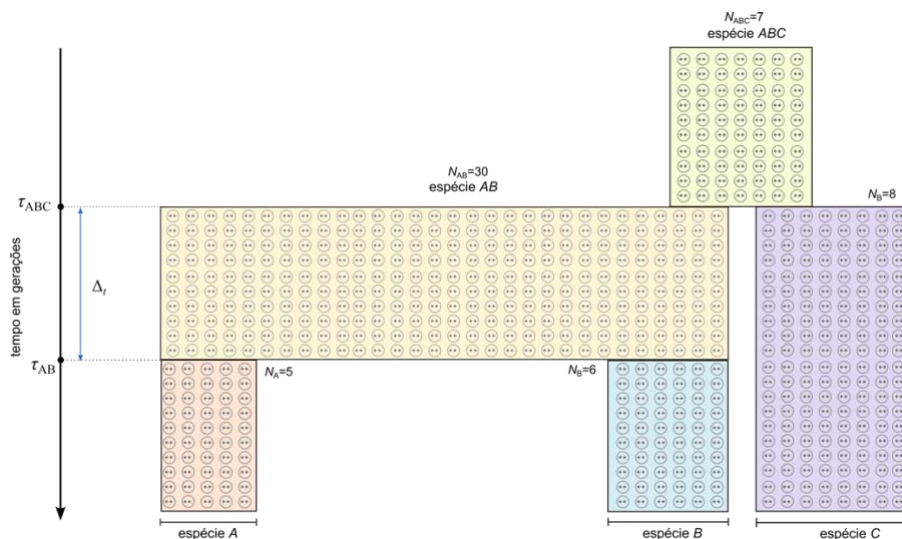 N_ABC=7
espécie ABC
N_AB=30
espécie AB
τ_ABC
N_B=8
Δ_t
tempo em gerações
τ_AB
N_A=5
N_B=6
espécie A
espécie B
espécie C